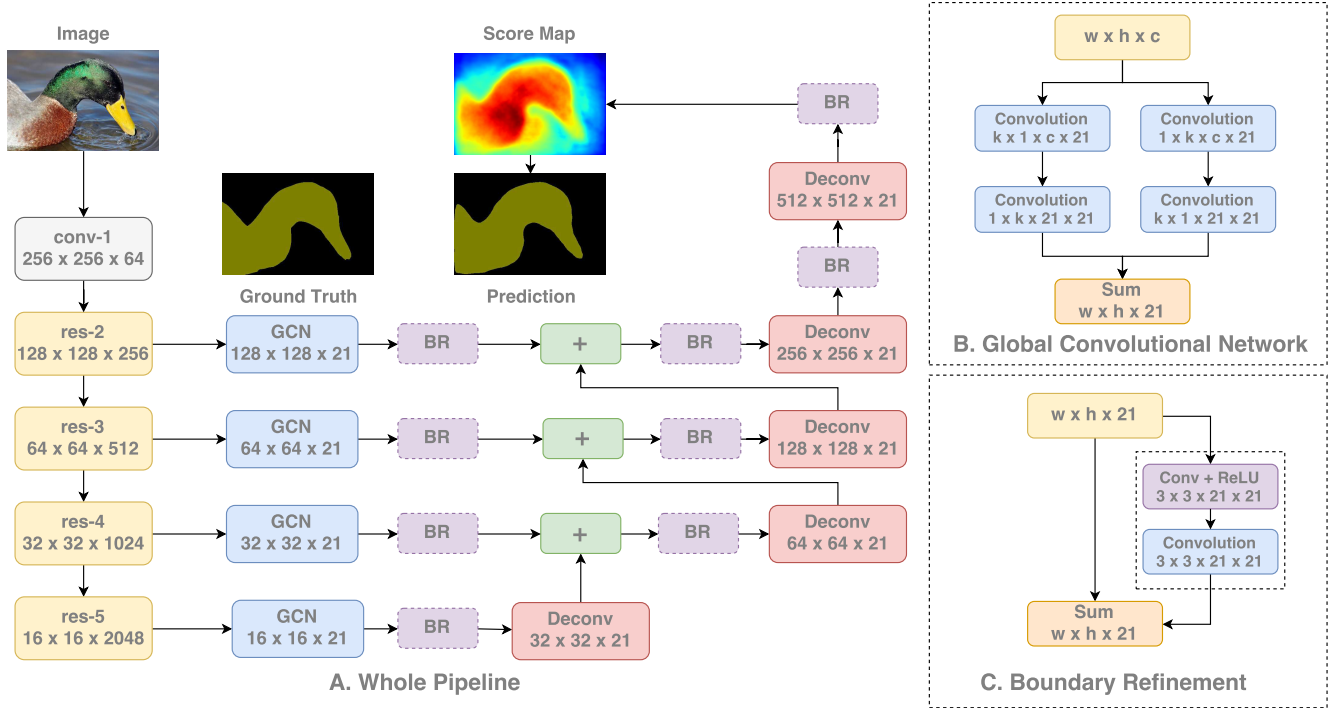 Image
Score Map
BR
Deconv
512 x 512 x 21
conv-1
256 x 256 x 64
BR
Ground Truth
Prediction
res-2
128 x 128 x 256
GCN
128 x 128 x 21
BR
+
BR
Deconv
256 x 256 x 21
res-3
64 x 64 x 512
GCN
64 x 64 x 21
BR
+
BR
Deconv
128 x 128 x 21
res-4
32 x 32 x 1024
GCN
32 x 32 x 21
BR
+
BR
Deconv
64 x 64 x 21
res-5
16 x 16 x 2048
GCN
16 x 16 x 21
BR
Deconv
32 x 32 x 21
A. Whole Pipeline
w x h x c
Convolution
k x 1 x c x 21
Convolution
1 x k x c x 21
Convolution
1 x k x 21 x 21
Convolution
k x 1 x 21 x 21
Sum
w x h x 21
B. Global Convolutional Network
w x h x 21
Conv + ReLU
3 x 3 x 21 x 21
Convolution
3 x 3 x 21 x 21
Sum
w x h x 21
C. Boundary Refinement